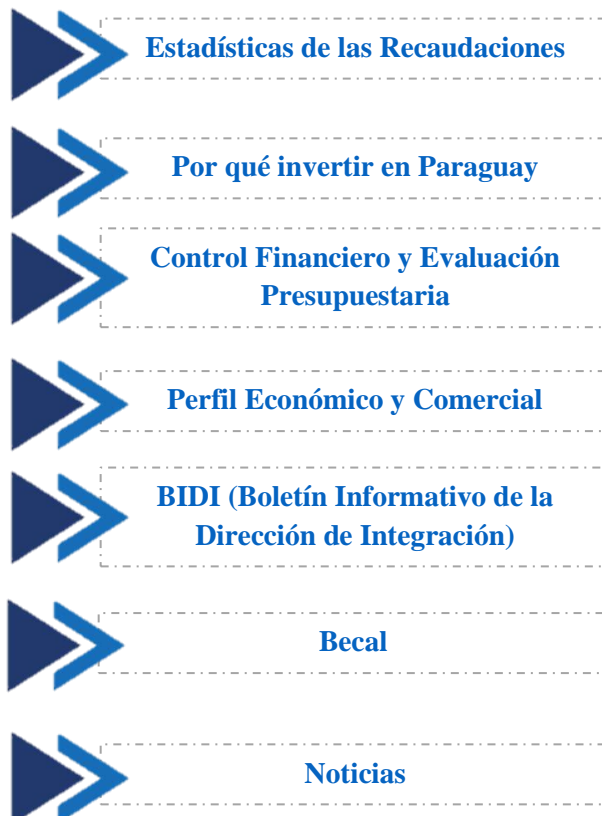 Estadísticas de las Recaudaciones
Por qué invertir en Paraguay
Control Financiero y Evaluación
Presupuestaria
Perfil Económico y Comercial
BIDI (Boletín Informativo de la
Dirección de Integración)
Becal
Noticias